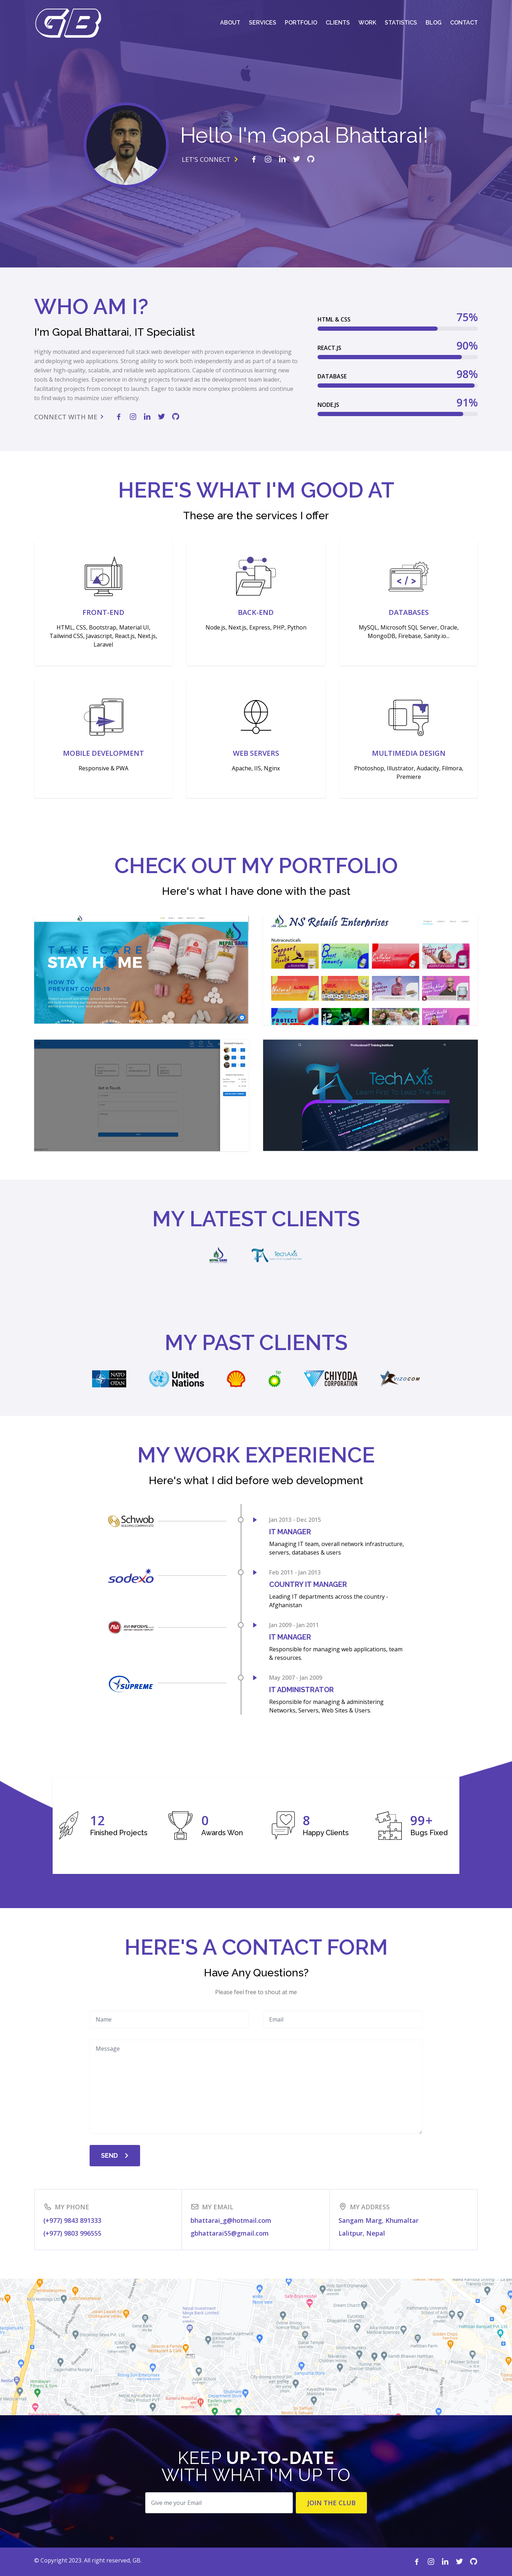 GB
ABOUT SERVICES PORTFOLIO CLIENTS WORK STATISTICS BLOG CONTACT
Hello I'm Gopal Bhattarai!
LET'S CONNECT
WHO AM I?
I'm Gopal Bhattarai, IT Specialist
Highly motivated and experienced full stack web developer with proven experience in developing
and deploying web applications. Strong ability to work both independently and as part of a team to
deliver high-quality, scalable, and reliable web applications. Capable of continuous learning new
tools & technologies. Experience in driving projects forward as the development team leader,
facilitating projects from concept to launch. Eager to tackle more complex problems and continue
to find ways to maximize user efficiency.
CONNECT WITH ME
HTML & CSS 75%
REACT.JS 90%
DATABASE 98%
NODE.JS 91%
HERE'S WHAT I'M GOOD AT
These are the services I offer
FRONT-END
HTML, CSS, Bootstrap, Material UI,
Tailwind CSS, Javascript, React.js, Next.js,
Laravel
BACK-END
Node.js, Next.js, Express, PHP, Python
DATABASES
MySQL, Microsoft SQL Server, Oracle,
MongoDB, Firebase, Sanity.io...
MOBILE DEVELOPMENT
Responsive & PWA
WEB SERVERS
Apache, IIS, Nginx
MULTIMEDIA DESIGN
Photoshop, Illustrator, Audacity, Filmora,
Premiere
CHECK OUT MY PORTFOLIO
Here's what I have done with the past
TAKE CARE
STAY HOME
HOW TO
PREVENT COVID-19
NEPAL CARE
NS Retails Enterprises
Nutraceuticals
Get in Touch
Professional IT Training Institute
TechAxis
MY LATEST CLIENTS
TechAxis
MY PAST CLIENTS
NATO
OTAN
United
Nations
CHIYODA
CORPORATION
VIZOCOM
MY WORK EXPERIENCE
Here's what I did before web development
Schwob
Jan 2013 - Dec 2015
IT MANAGER
Managing IT team, overall network infrastructure,
servers, databases & users
sodexo
Feb 2011 - Jan 2013
COUNTRY IT MANAGER
Leading IT departments across the country -
Afghanistan
Jan 2009 - Jan 2011
IT MANAGER
Responsible for managing web applications, team
& resources.
SUPREME
May 2007 - Jan 2009
IT ADMINISTRATOR
Responsible for managing & administering
Networks, Servers, Web Sites & Users.
12
Finished Projects
0
Awards Won
8
Happy Clients
99+
Bugs Fixed
HERE'S A CONTACT FORM
Have Any Questions?
Please feel free to shout at me
Name
Email
Message
SEND
MY PHONE
(+977) 9843 891333
(+977) 9803 996555
MY EMAIL
bhattarai_g@hotmail.com
gbhattarai55@gmail.com
MY ADDRESS
Sangam Marg, Khumaltar
Lalitpur, Nepal
KEEP UP-TO-DATE
WITH WHAT I'M UP TO
Give me your Email
JOIN THE CLUB
© Copyright 2023. All right reserved, GB.